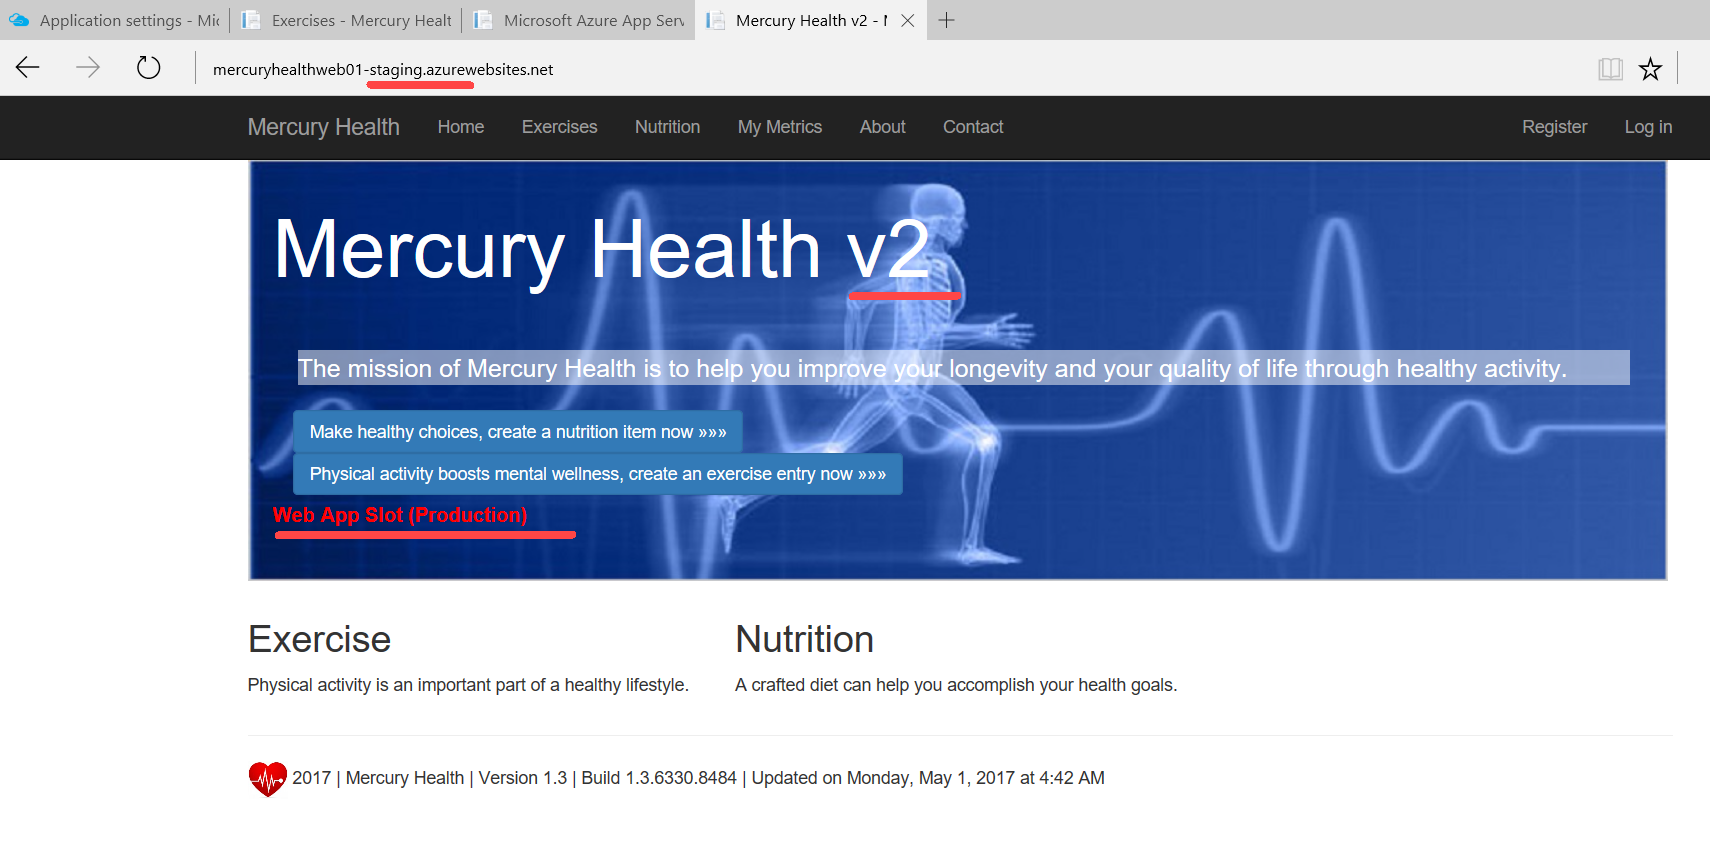 Application settings - Mic
Exercises - Mercury Healt
Microsoft Azure App Serv
Mercury Health v2 - M
mercuryhealthweb01-staging.azurewebsites.net
Mercury Health Home Exercises Nutrition My Metrics About Contact Register Log in
Mercury Health v2
The mission of Mercury Health is to help you improve your longevity and your quality of life through healthy activity.
Make healthy choices, create a nutrition item now »»»
Physical activity boosts mental wellness, create an exercise entry now »»»
Web App Slot (Production)
Exercise
Physical activity is an important part of a healthy lifestyle.
Nutrition
A crafted diet can help you accomplish your health goals.
2017 | Mercury Health | Version 1.3 | Build 1.3.6330.8484 | Updated on Monday, May 1, 2017 at 4:42 AM